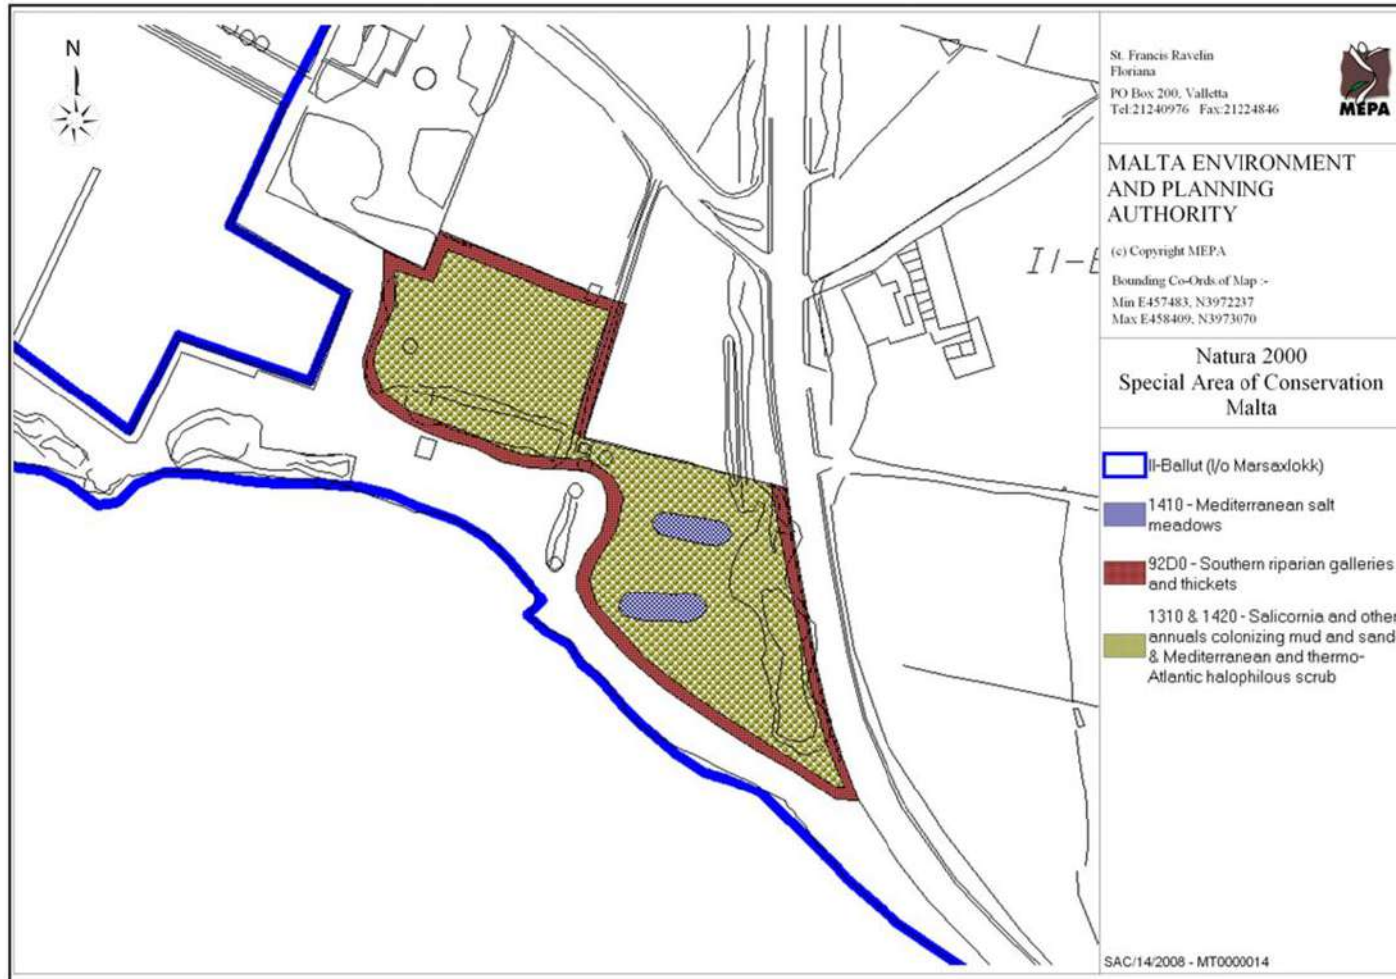 N
Il-B
St. Francis Ravelin
Floriana
PO Box 200, Valletta
Tel:21240976 Fax:21224846
MEPA
MALTA ENVIRONMENT
AND PLANNING
AUTHORITY
(c) Copyright MEPA
Bounding Co-Ords of Map :-
Min E457483, N3972237
Max E458409, N3973070
Natura 2000
Special Area of Conservation
Malta
Il-Ballut (l/o Marsaxlokk)
1410 - Mediterranean salt
meadows
92D0 - Southern riparian galleries
and thickets
1310 & 1420 - Salicornia and other
annuals colonizing mud and sand
& Mediterranean and thermo-
Atlantic halophilous scrub
SAC/14/2008 - MT0000014